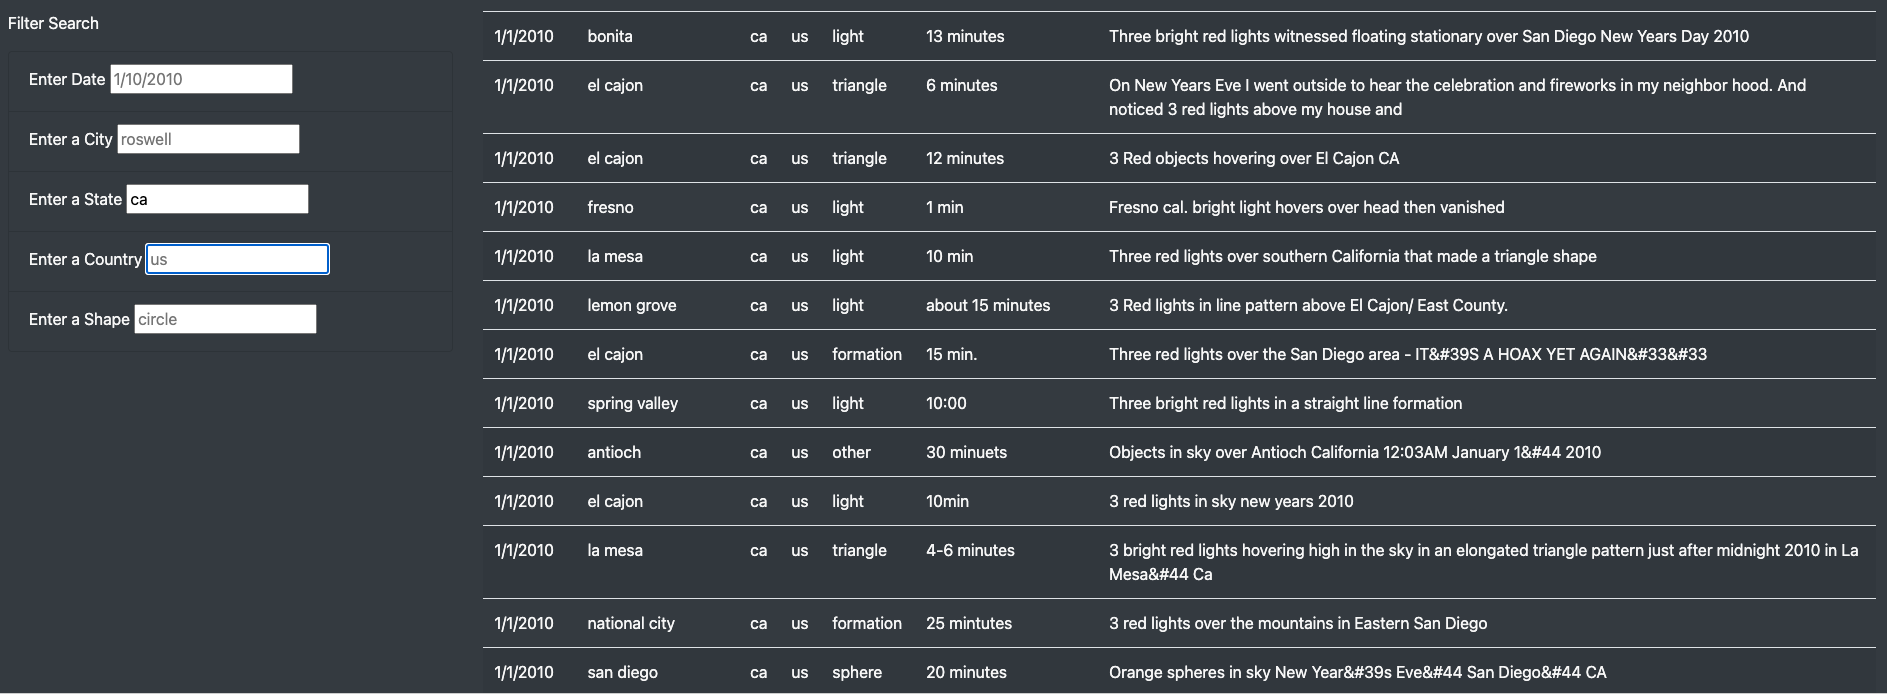 Filter Search
Enter Date 1/10/2010
Enter a City roswell
Enter a State ca
Enter a Country us
Enter a Shape circle
1/1/2010 bonita ca us light 13 minutes Three bright red lights witnessed floating stationary over San Diego New Years Day 2010
1/1/2010 el cajon ca us triangle 6 minutes On New Years Eve I went outside to hear the celebration and fireworks in my neighbor hood. And
noticed 3 red lights above my house and
1/1/2010 el cajon ca us triangle 12 minutes 3 Red objects hovering over El Cajon CA
1/1/2010 fresno ca us light 1 min Fresno cal. bright light hovers over head then vanished
1/1/2010 la mesa ca us light 10 min Three red lights over southern California that made a triangle shape
1/1/2010 lemon grove ca us light about 15 minutes 3 Red lights in line pattern above El Cajon/ East County.
1/1/2010 el cajon ca us formation 15 min. Three red lights over the San Diego area - IT&#39S A HOAX YET AGAIN&#33&#33
1/1/2010 spring valley ca us light 10:00 Three bright red lights in a straight line formation
1/1/2010 antioch ca us other 30 minuets Objects in sky over Antioch California 12:03AM January 1&#44 2010
1/1/2010 el cajon ca us light 10min 3 red lights in sky new years 2010
1/1/2010 la mesa ca us triangle 4-6 minutes 3 bright red lights hovering high in the sky in an elongated triangle pattern just after midnight 2010 in La
Mesa&#44 Ca
1/1/2010 national city ca us formation 25 mintutes 3 red lights over the mountains in Eastern San Diego
1/1/2010 san diego ca us sphere 20 minutes Orange spheres in sky New Year&#39s Eve&#44 San Diego&#44 CA